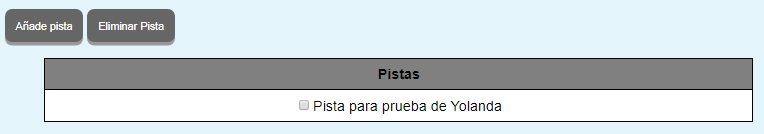 Añade pista Eliminar Pista
Pistas
Pista para prueba de Yolanda